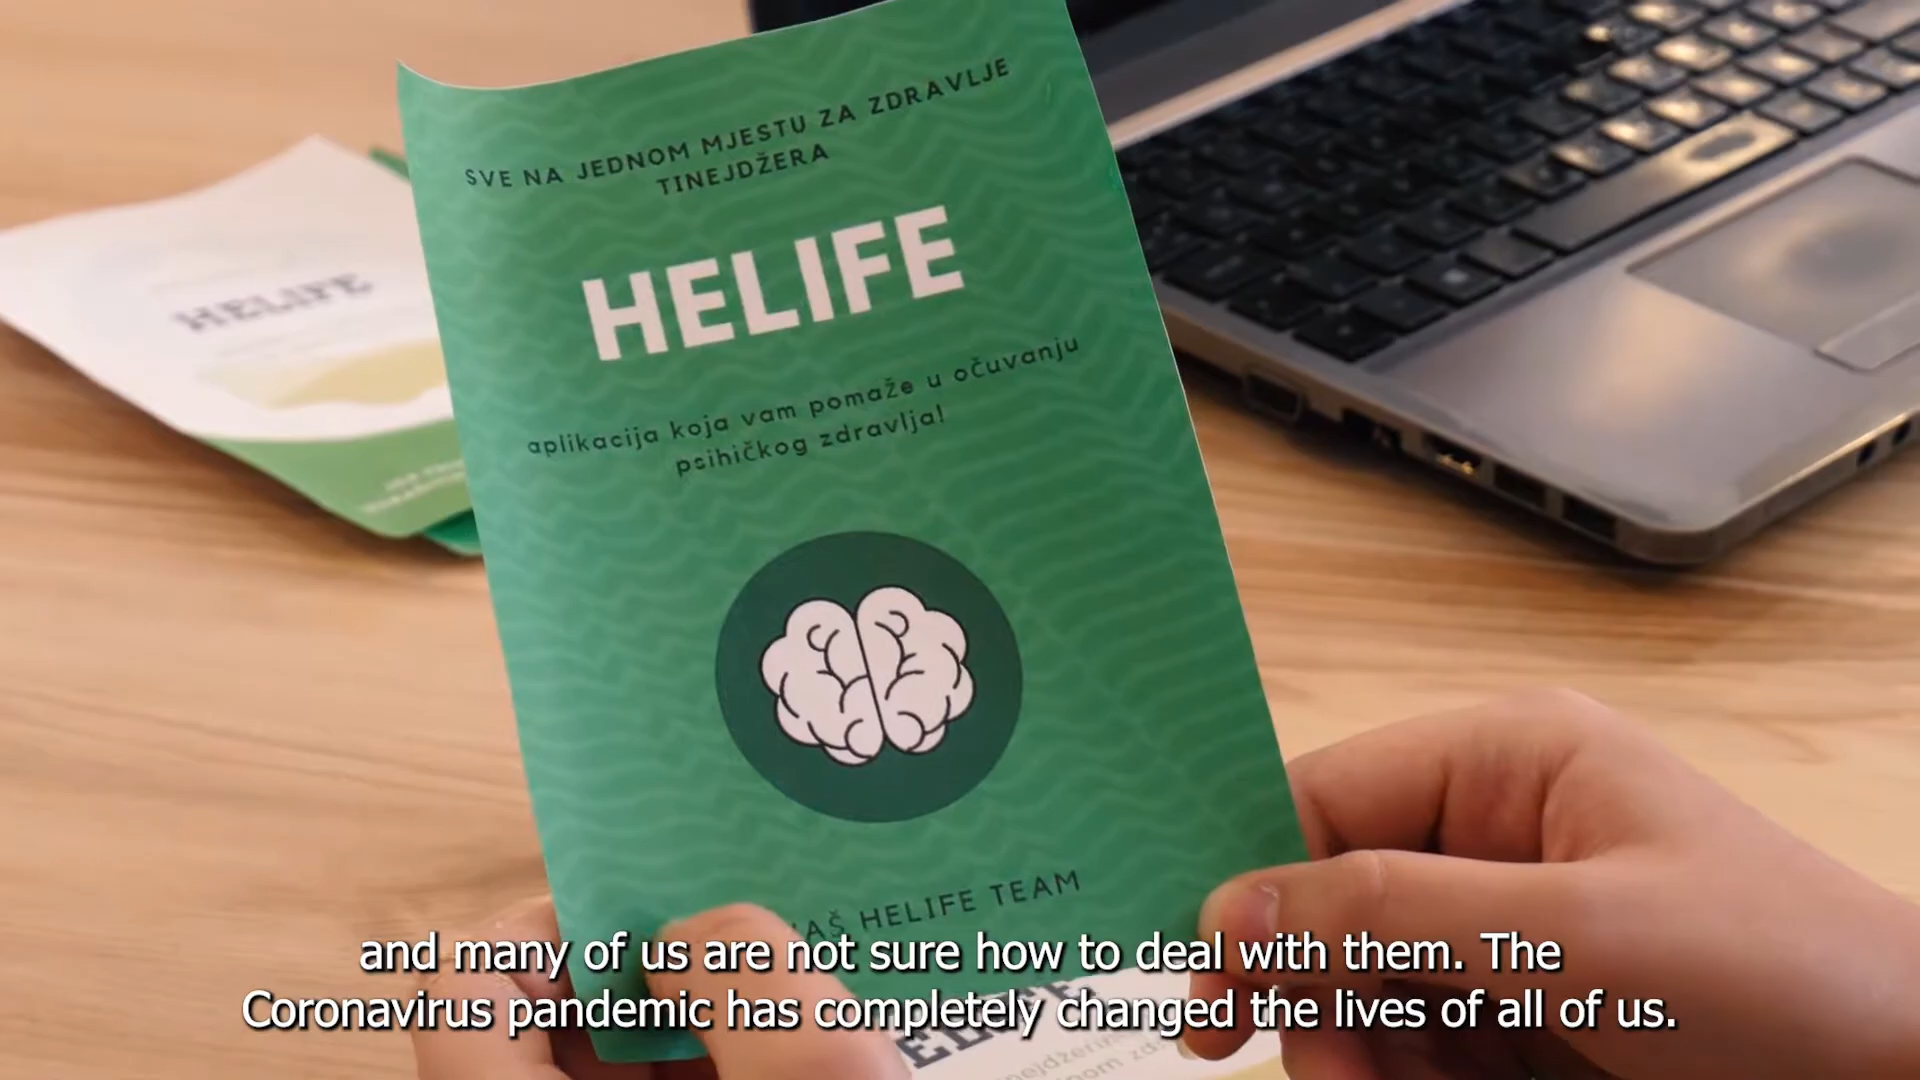 SVE NA JEDNOM MJESTU ZA ZDRAVLJE
TINEJDŽERA
HELIFE
aplikacija koja vam pomaže u očuvanju
psihičkog zdravlja!
HELIFE TEAM
HELIFE
and many of us are not sure how to deal with them. The
Coronavirus pandemic has completely changed the lives of all of us.